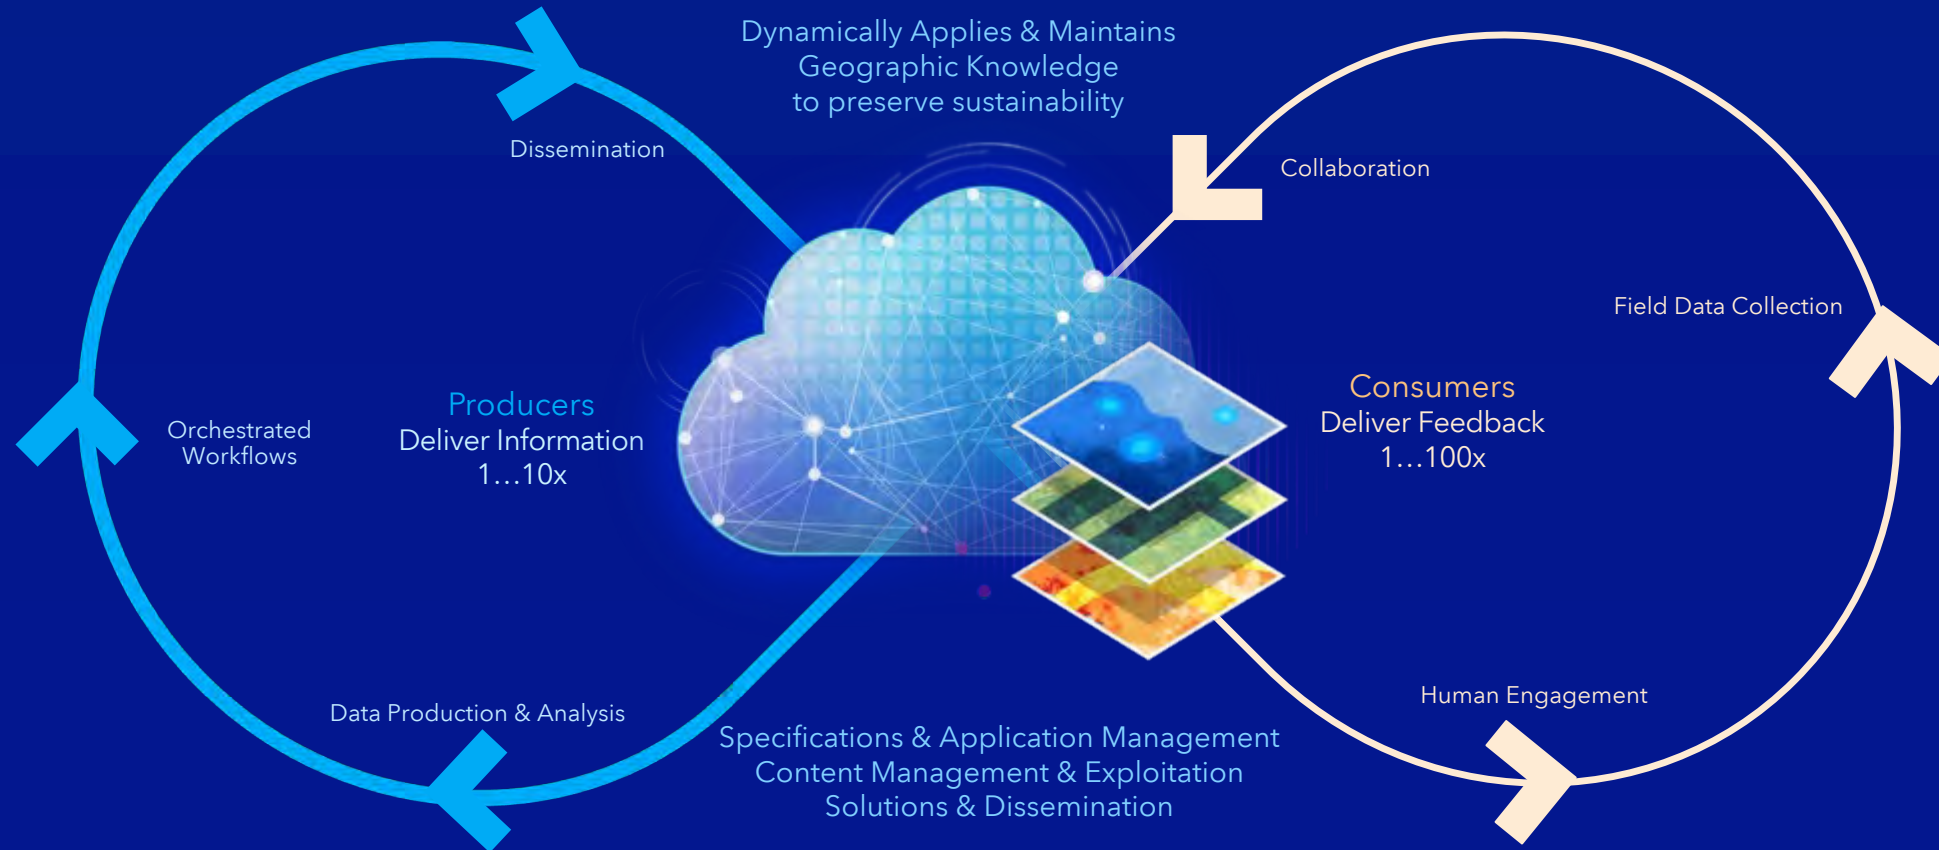 Dynamically Applies & Maintains
Geographic Knowledge
to preserve sustainability
Dissemination
Collaboration
Field Data Collection
Orchestrated
Workflows
Producers
Deliver Information
1...10x
Consumers
Deliver Feedback
1...100x
Human Engagement
Data Production & Analysis
Specifications & Application Management
Content Management & Exploitation
Solutions & Dissemination